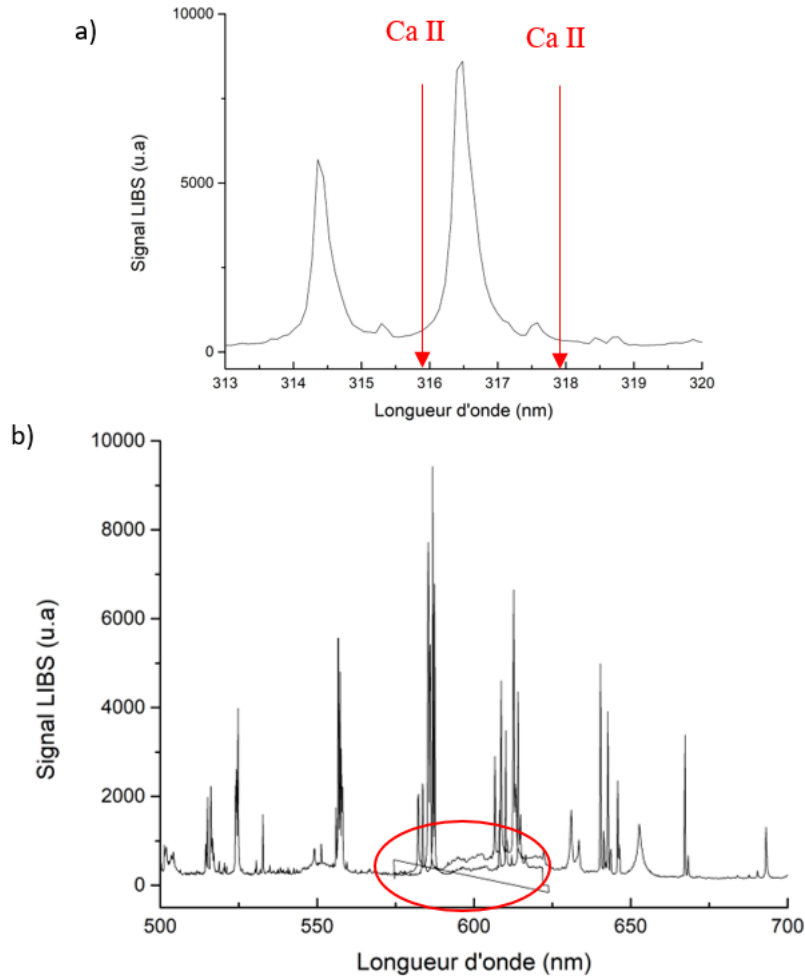 a)
Ca II
Ca II
10000
5000
0
Signal LIBS (u.a)
313 314 315 316 317 318 319 320
Longueur d'onde (nm)
b)
10000
8000
6000
4000
2000
0
Signal LIBS (u.a)
500 550 600 650 700
Longueur d'onde (nm)